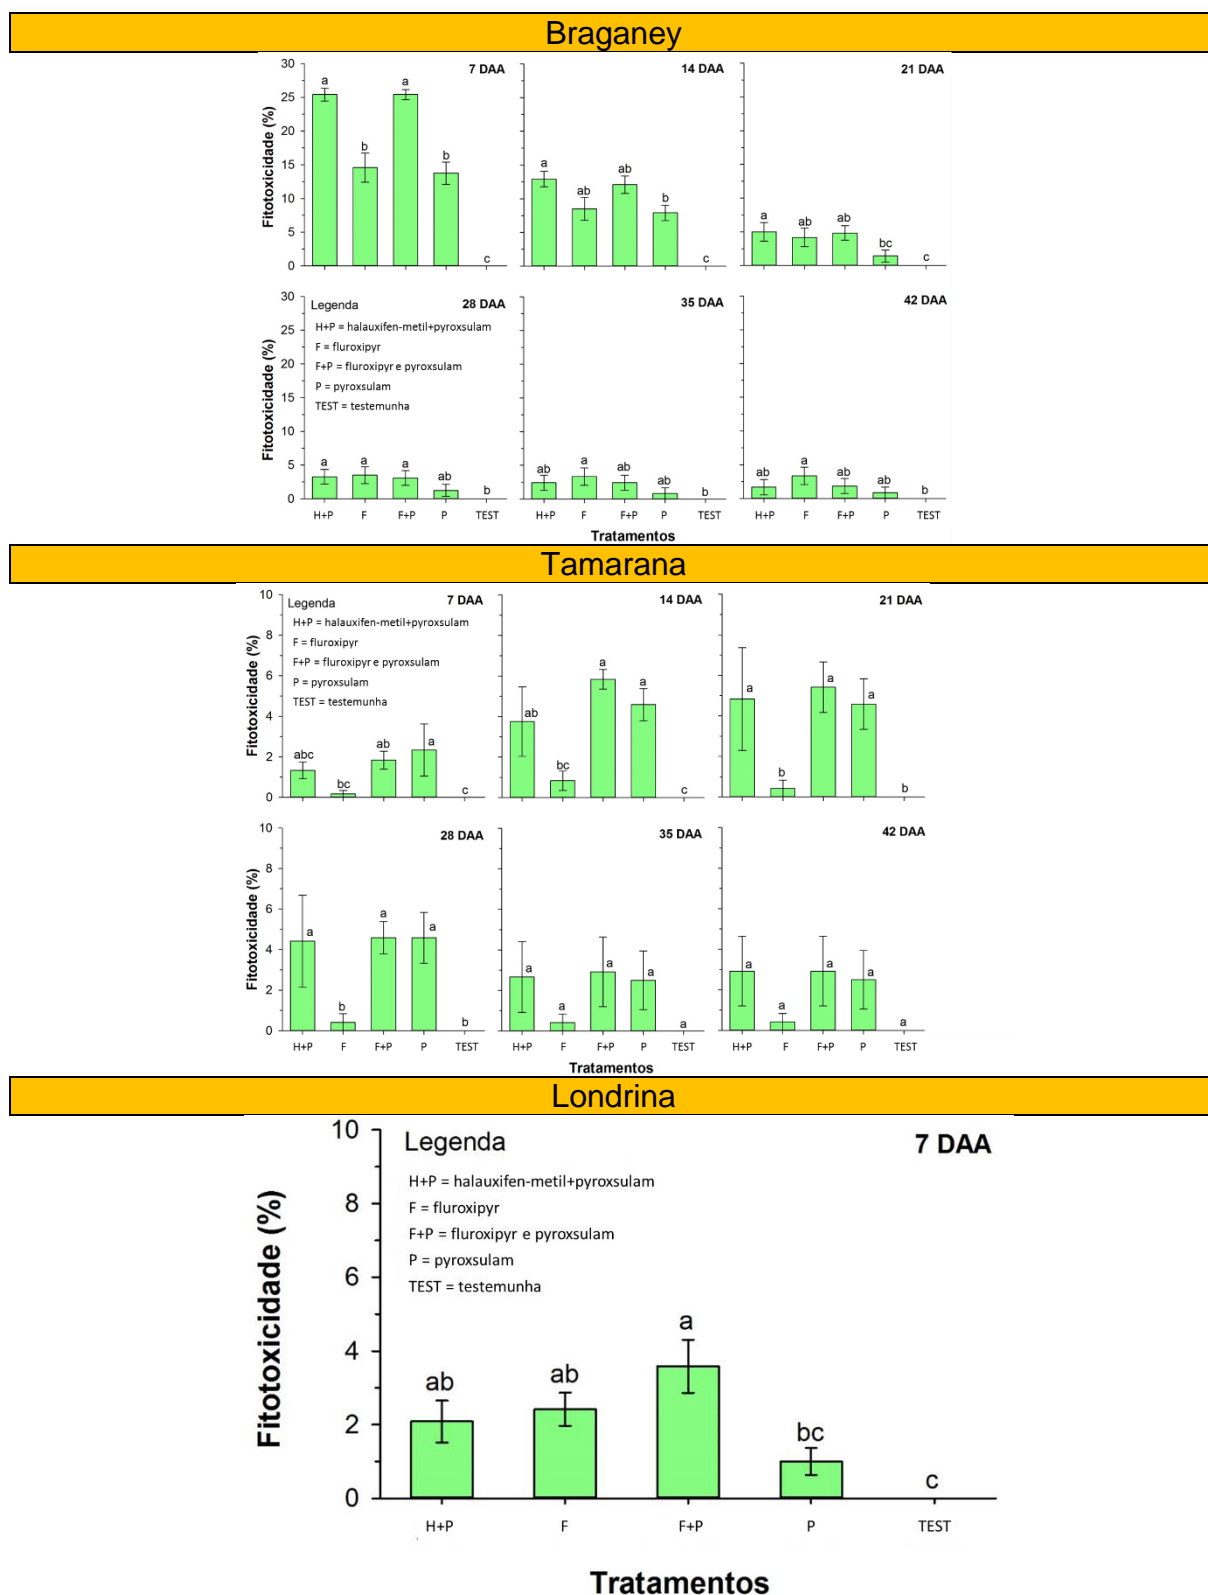 Braganey
30
25
20
15
10
5
0
Fitotoxicidade (%)
7 DAA
a
b
a
b
c
14 DAA
a
ab
ab
b
c
21 DAA
a
ab
ab
bc
c
30
25
20
15
10
5
0
Fitotoxicidade (%)
Legenda
28 DAA
H+P = halauxifen-metil+pyroxsulam
F = fluroxipyr
F+P = fluroxipyr e pyroxsulam
P = pyroxsulam
TEST = testemunha
a
a
a
ab
b
H+P F F+P P TEST
35 DAA
ab
a
ab
ab
b
H+P F F+P P TEST
42 DAA
ab
a
ab
ab
b
H+P F F+P P TEST
Tratamentos
Tamarana
10
8
6
4
2
0
Fitotoxicidade (%)
Legenda
7 DAA
H+P = halauxifen-metil+pyroxsulam
F = fluroxipyr
F+P = fluroxipyr e pyroxsulam
P = pyroxsulam
TEST = testemunha
abc
bc
ab
a
c
14 DAA
ab
bc
a
a
c
21 DAA
a
b
a
a
b
10
8
6
4
2
0
Fitotoxicidade (%)
28 DAA
a
b
a
a
b
H+P F F+P P TEST
35 DAA
a
a
a
a
a
H+P F F+P P TEST
42 DAA
a
a
a
a
a
H+P F F+P P TEST
Tratamentos
Londrina
10
8
6
4
2
0
Fitotoxicidade (%)
Legenda
7 DAA
H+P = halauxifen-metil+pyroxsulam
F = fluroxipyr
F+P = fluroxipyr e pyroxsulam
P = pyroxsulam
TEST = testemunha
ab
ab
a
bc
c
H+P F F+P P TEST
Tratamentos